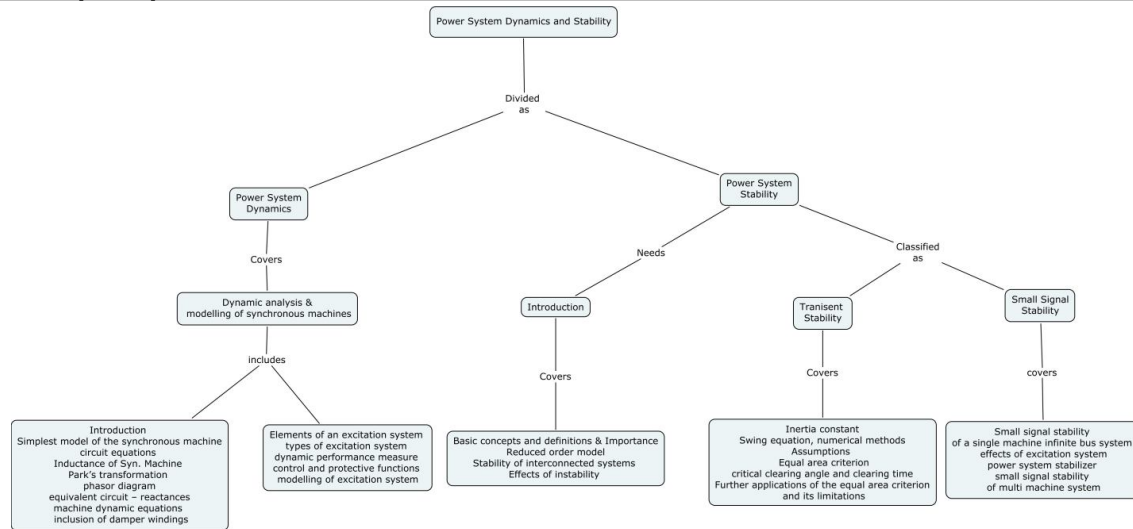 Power System Dynamics and Stability
Divided
as
Power System
Dynamics
Power System
Stability
Covers
Needs
Classified
as
Dynamic analysis &
modelling of synchronous machines
Introduction
Tranisent
Stability
Small Signal
Stability
includes
Covers
Covers
covers
Introduction
Simplest model of the synchronous machine
circuit equations
Inductance of Syn. Machine
Park's transformation
phasor diagram
equivalent circuit – reactances
machine dynamic equations
inclusion of damper windings
Elements of an excitation system
types of excitation system
dynamic performance measure
control and protective functions
modelling of excitation system
Basic concepts and definitions & Importance
Reduced order model
Stability of interconnected systems
Effects of instability
Inertia constant
Swing equation, numerical methods
Assumptions
Equal area criterion
critical clearing angle and clearing time
Further applications of the equal area criterion
and its limitations
Small signal stability
of a single machine infinite bus system
effects of excitation system
power system stabilizer
small signal stability
of multi machine system